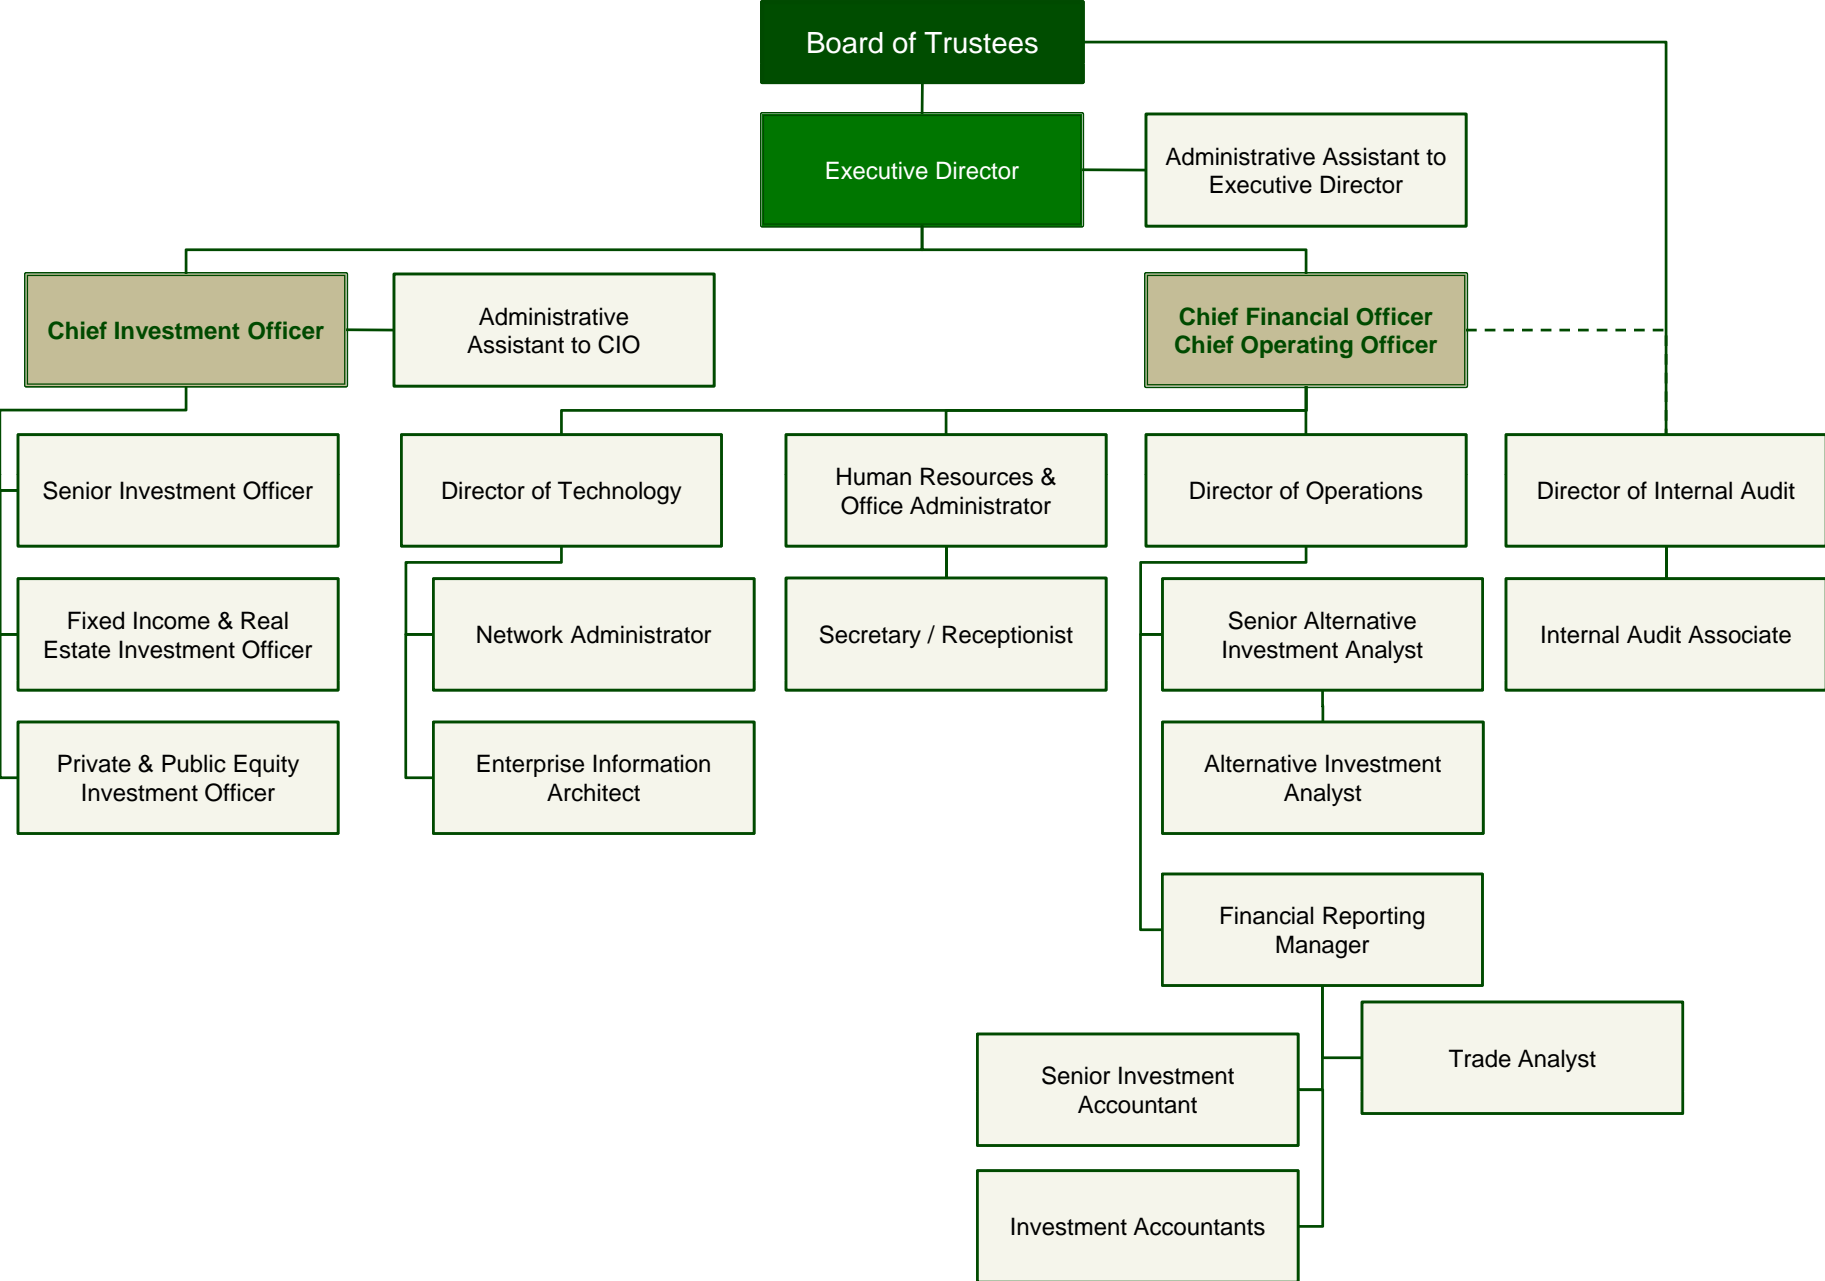 Board of Trustees
Executive Director
Administrative Assistant to
Executive Director
Chief Investment Officer
Administrative
Assistant to CIO
Chief Financial Officer
Chief Operating Officer
Senior Investment Officer
Director of Technology
Human Resources &
Office Administrator
Director of Operations
Director of Internal Audit
Fixed Income & Real
Estate Investment Officer
Network Administrator
Secretary / Receptionist
Senior Alternative
Investment Analyst
Internal Audit Associate
Private & Public Equity
Investment Officer
Enterprise Information
Architect
Alternative Investment
Analyst
Financial Reporting
Manager
Senior Investment
Accountant
Trade Analyst
Investment Accountants